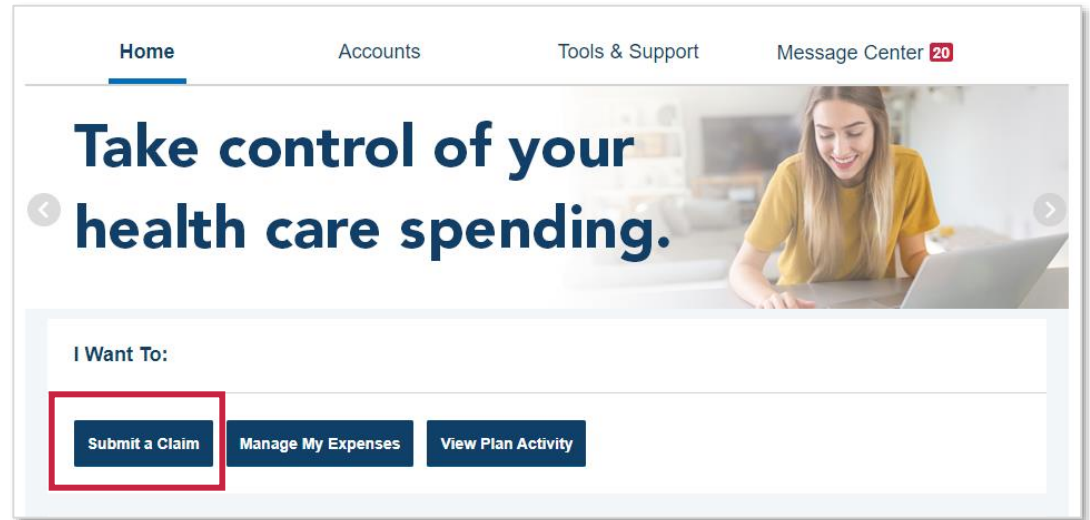 Home Accounts Tools & Support Message Center 20
Take control of your
health care spending.
I Want To:
Submit a Claim Manage My Expenses View Plan Activity